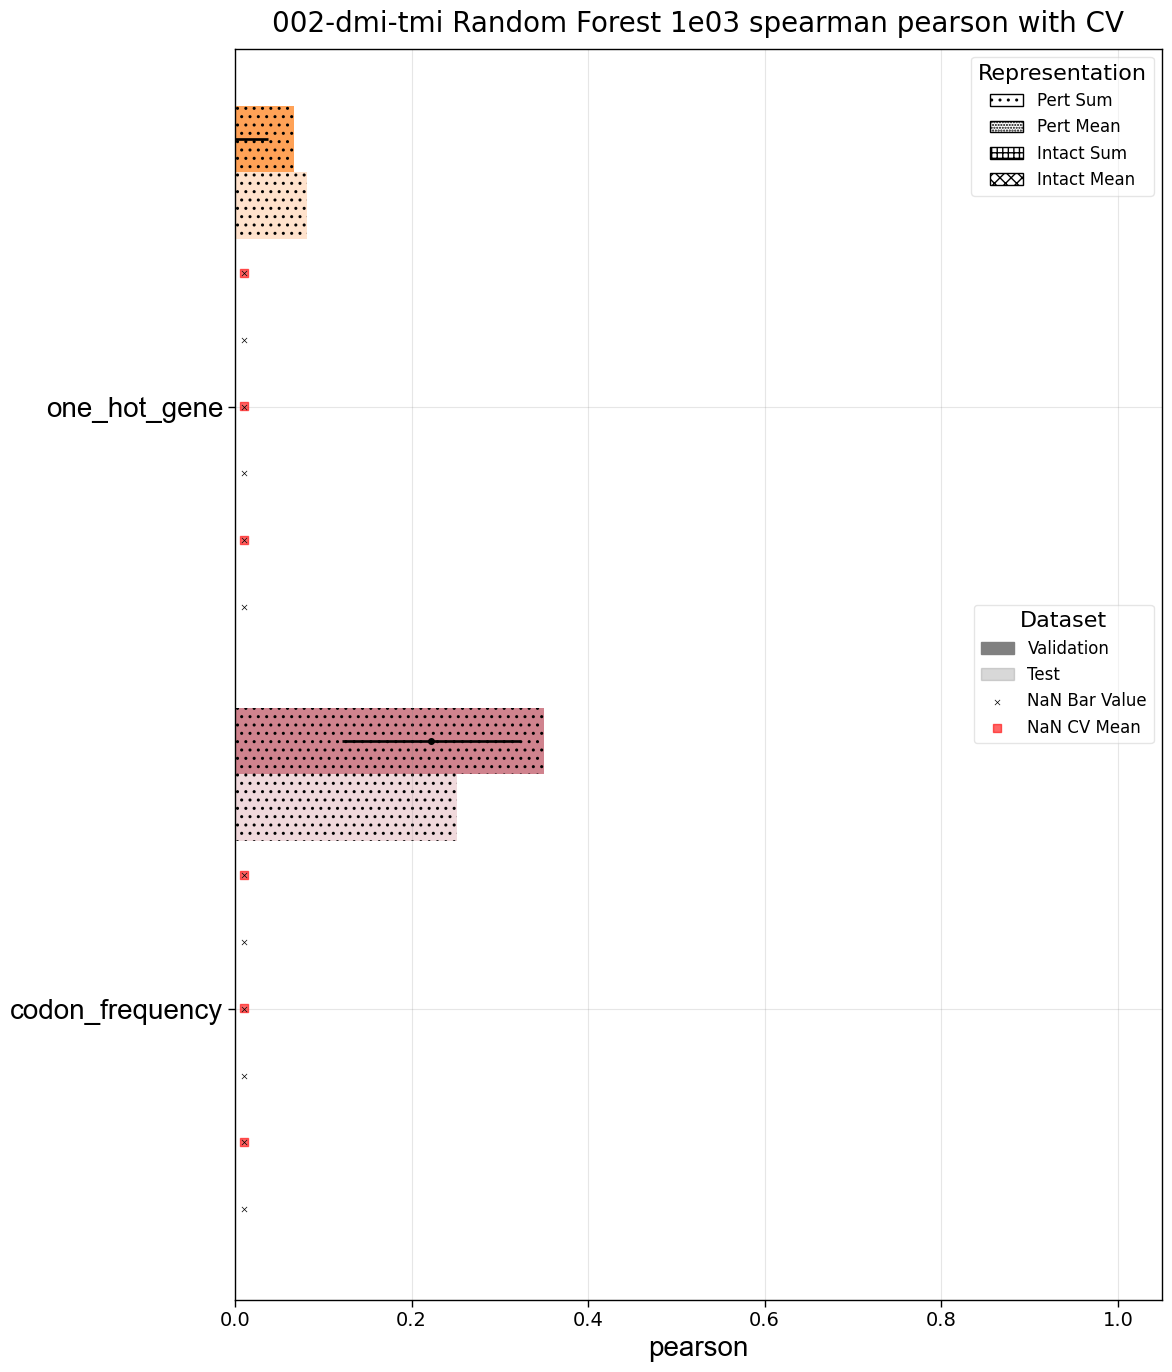 002-dmi-tmi Random Forest 1e03 spearman pearson with CV
Representation
Pert Sum
Pert Mean
Intact Sum
Intact Mean
one_hot_gene
Dataset
Validation
Test
NaN Bar Value
NaN CV Mean
codon_frequency
0.0 0.2 0.4 0.6 0.8 1.0
pearson